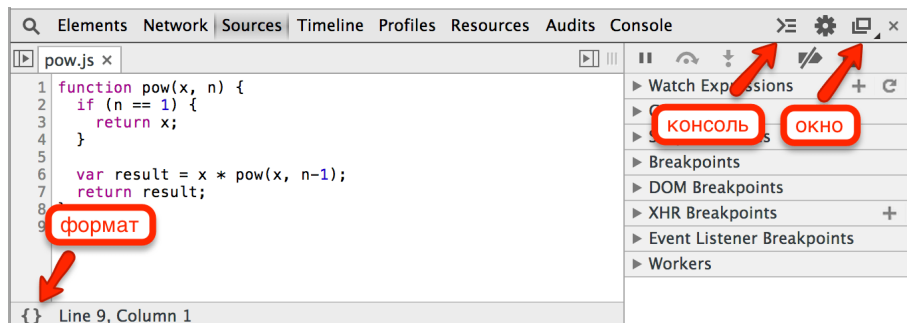 Elements Network Sources Timeline Profiles Resources Audits Console
pow.js ×
1 function pow(x, n) {
2 if (n == 1) {
3 return x;
4 }
5
6 var result = x * pow(x, n-1);
7 return result;
8
9
формат
{} Line 9, Column 1
Watch Expressions
консоль
окно
Breakpoints
DOM Breakpoints
XHR Breakpoints
Event Listener Breakpoints
Workers